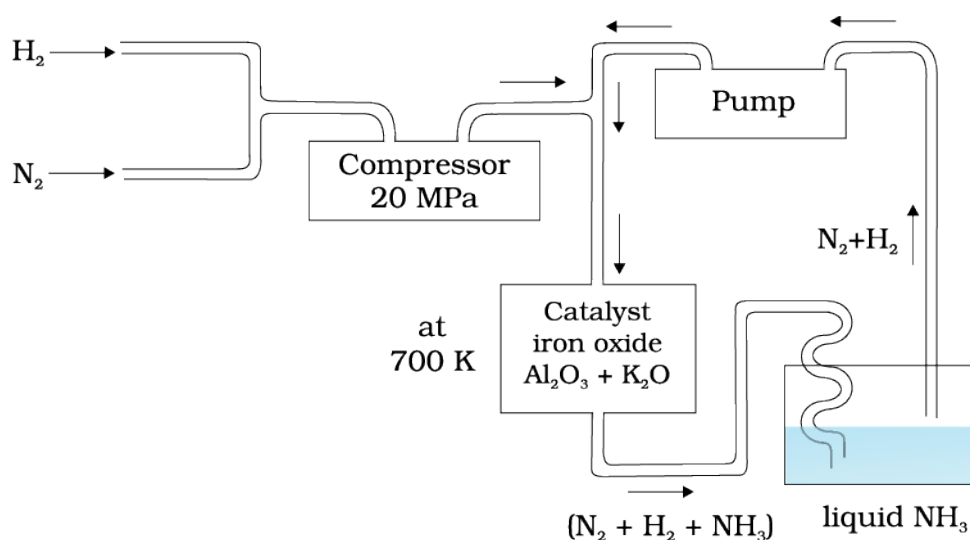 H₂
N₂
Compressor
20 MPa
Pump
N₂+H₂
at
700 K
Catalyst
iron oxide
Al₂O₃ + K₂O
(N₂ + H₂ + NH₃)
liquid NH₃